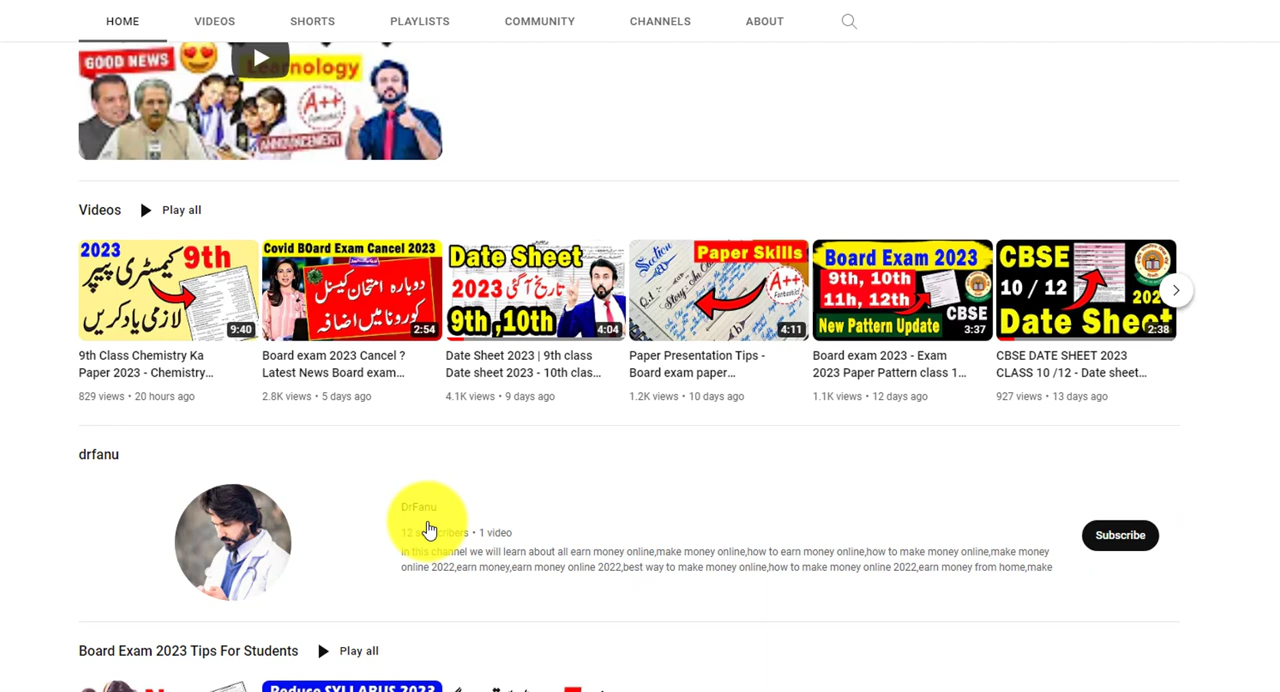 HOME VIDEOS SHORTS PLAYLISTS COMMUNITY CHANNELS ABOUT
GOOD NEWS
Learnology
A++
ANNOUNCEMENT
Videos Play all
2023 9th
کیمسٹری پیپر
لازمی یاد کریں
9:40
Covid BOard Exam Cancel 2023
دوبارہ امتحان کینسل
کورونا میں اضافہ
2:54
Date Sheet
2023 تاریخ آ گئی
9th ,10th
4:04
Paper Skills
Section
A++
4:11
Board Exam 2023
9th, 10th
11h, 12th
CBSE
New Pattern Update
3:37
CBSE
10 / 12
Date Sheet
2:38
9th Class Chemistry Ka
Paper 2023 - Chemistry...
829 views • 20 hours ago
Board exam 2023 Cancel ?
Latest News Board exam...
2.8K views • 5 days ago
Date Sheet 2023 | 9th class
Date sheet 2023 - 10th clas...
4.1K views • 9 days ago
Paper Presentation Tips -
Board exam paper...
1.2K views • 10 days ago
Board exam 2023 - Exam
2023 Paper Pattern class 1...
1.1K views • 12 days ago
CBSE DATE SHEET 2023
CLASS 10 /12 - Date sheet...
927 views • 13 days ago
drfanu
DrFanu
12 subscribers • 1 video
In this channel we will learn about all earn money online,make money online,how to earn money online,how to make money online,make money
online 2022,earn money,earn money online 2022,best way to make money online,how to make money online 2022,earn money from home,make
Subscribe
Board Exam 2023 Tips For Students Play all
Reduce SYLLABUS 2023